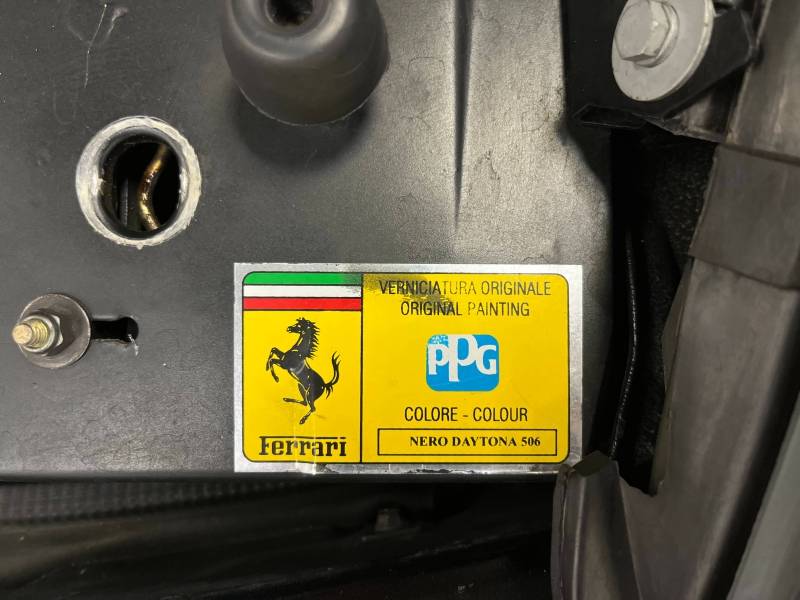 VERNICIATURA ORIGINALE
ORIGINAL PAINTING
PPG
COLORE - COLOUR
NERO DAYTONA 506
Ferrari